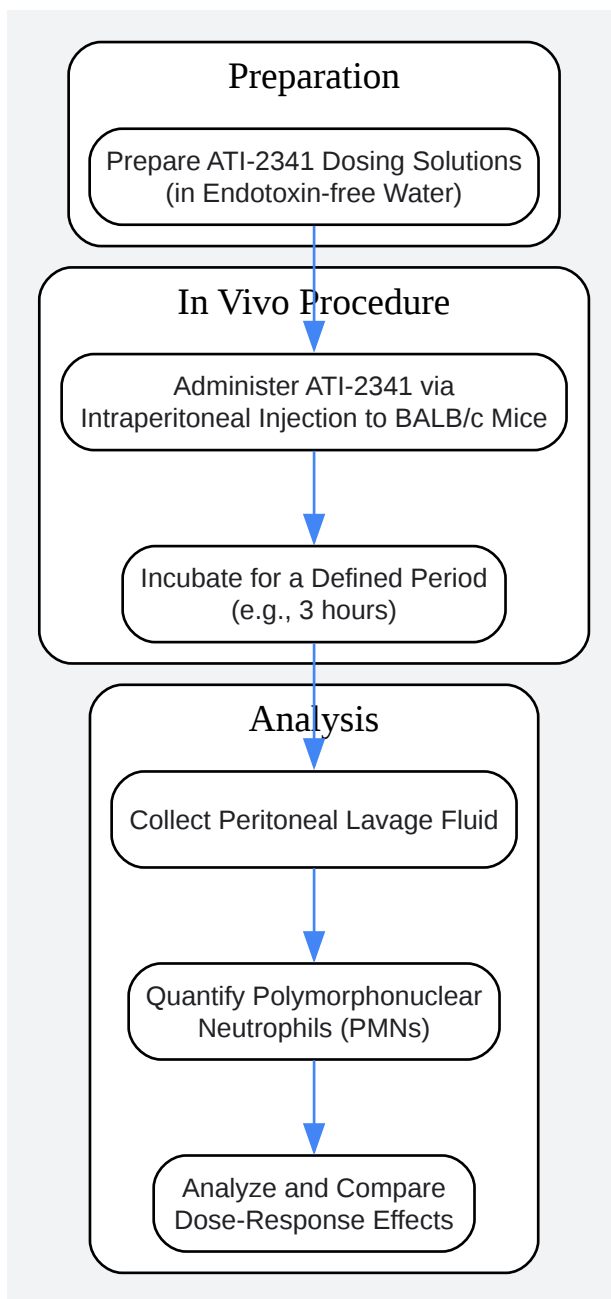 Preparation
Prepare ATI-2341 Dosing Solutions
(in Endotoxin-free Water)
In Vivo Procedure
Administer ATI-2341 via
Intraperitoneal Injection to BALB/c Mice
Incubate for a Defined Period
(e.g., 3 hours)
Analysis
Collect Peritoneal Lavage Fluid
Quantify Polymorphonuclear
Neutrophils (PMNs)
Analyze and Compare
Dose-Response Effects